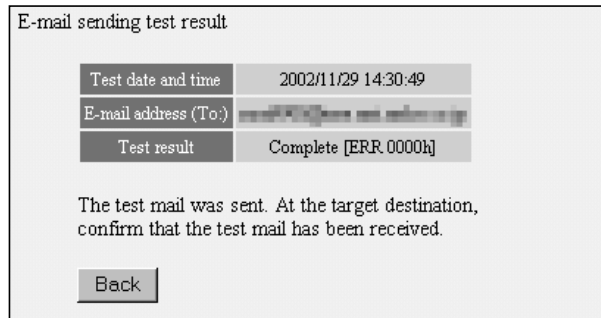 E-mail sending test result
Test date and time 2002/11/29 14:30:49
E-mail address (To:)
Test result Complete [ERR 0000h]
The test mail was sent. At the target destination,
confirm that the test mail has been received.
Back